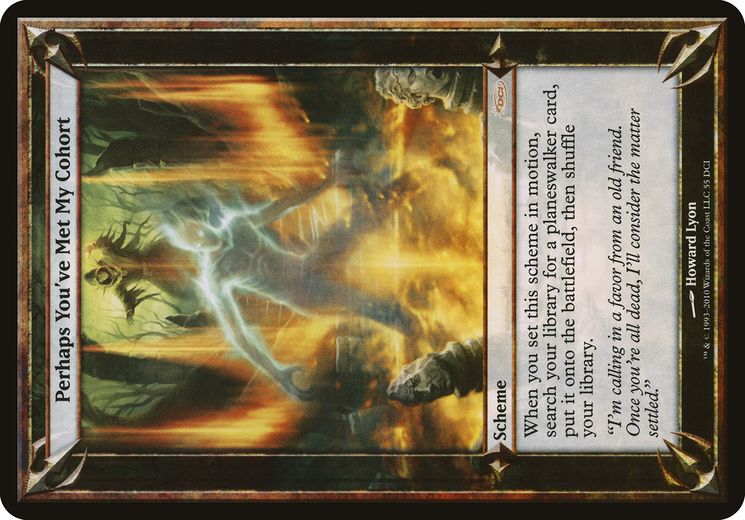 Perhaps You've Met My Cohort
DCI
Scheme
When you set this scheme in motion,
search your library for a planeswalker card,
put it onto the battlefield, then shuffle
your library.
"I'm calling in a favor from an old friend.
Once you're all dead, I'll consider the matter
settled."
Howard Lyon
™ & © 1993–2010 Wizards of the Coast LLC 55 DCI